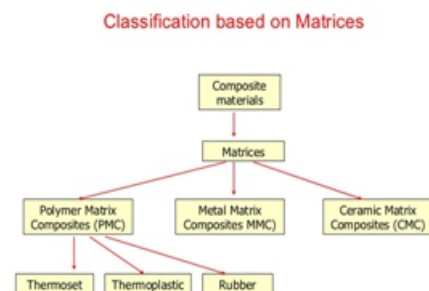 Classification based on Matrices
Composite
materials
Matrices
Polymer Matrix
Composites (PMC)
Metal Matrix
Composites MMC)
Ceramic Matrix
Composites (CMC)
Thermoset
Thermoplastic
Rubber